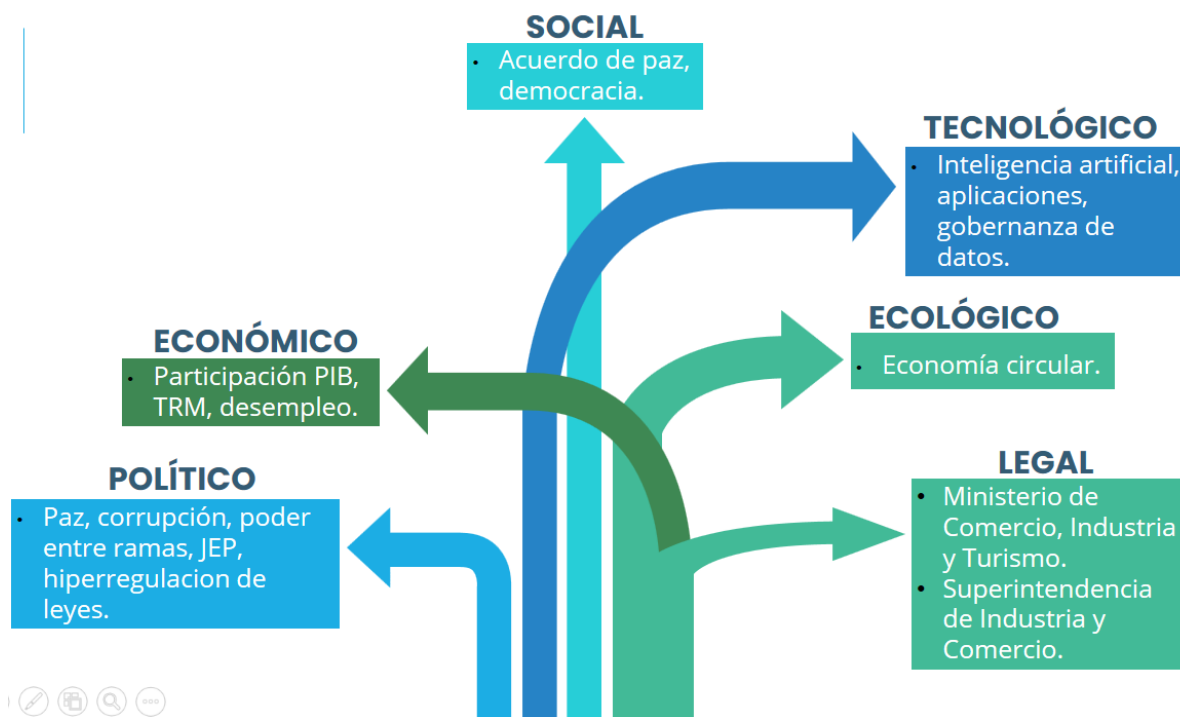 SOCIAL
• Acuerdo de paz,
democracia.
TECNOLÓGICO
• Inteligencia artificial,
aplicaciones,
gobernanza de
datos.
ECOLÓGICO
• Economía circular.
ECONÓMICO
• Participación PIB,
TRM, desempleo.
POLÍTICO
• Paz, corrupción, poder
entre ramas, JEP,
hiperregulacion de
leyes.
LEGAL
• Ministerio de
Comercio, Industria
y Turismo.
• Superintendencia
de Industria y
Comercio.